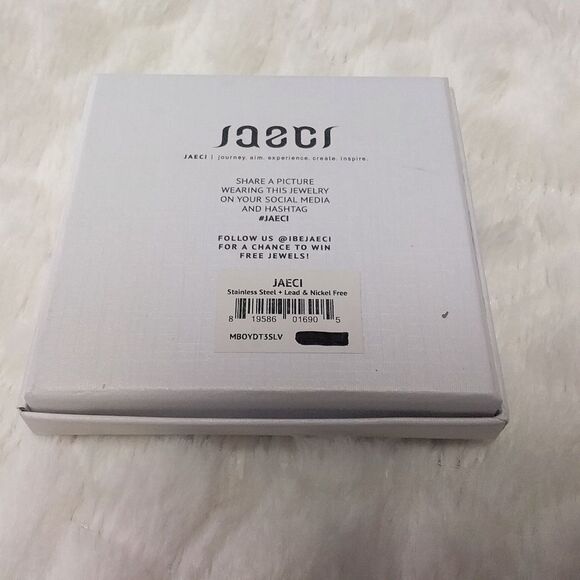 JAECI
JAECI | journey. aim. experience. create. inspire.
SHARE A PICTURE
WEARING THIS JEWELRY
ON YOUR SOCIAL MEDIA
AND HASHTAG
#JAECI
FOLLOW US @IBEJAECI
FOR A CHANCE TO WIN
FREE JEWELS!
JAECI
Stainless Steel + Lead & Nickel Free
8 19586 01690 5
MBOYDT3SLV